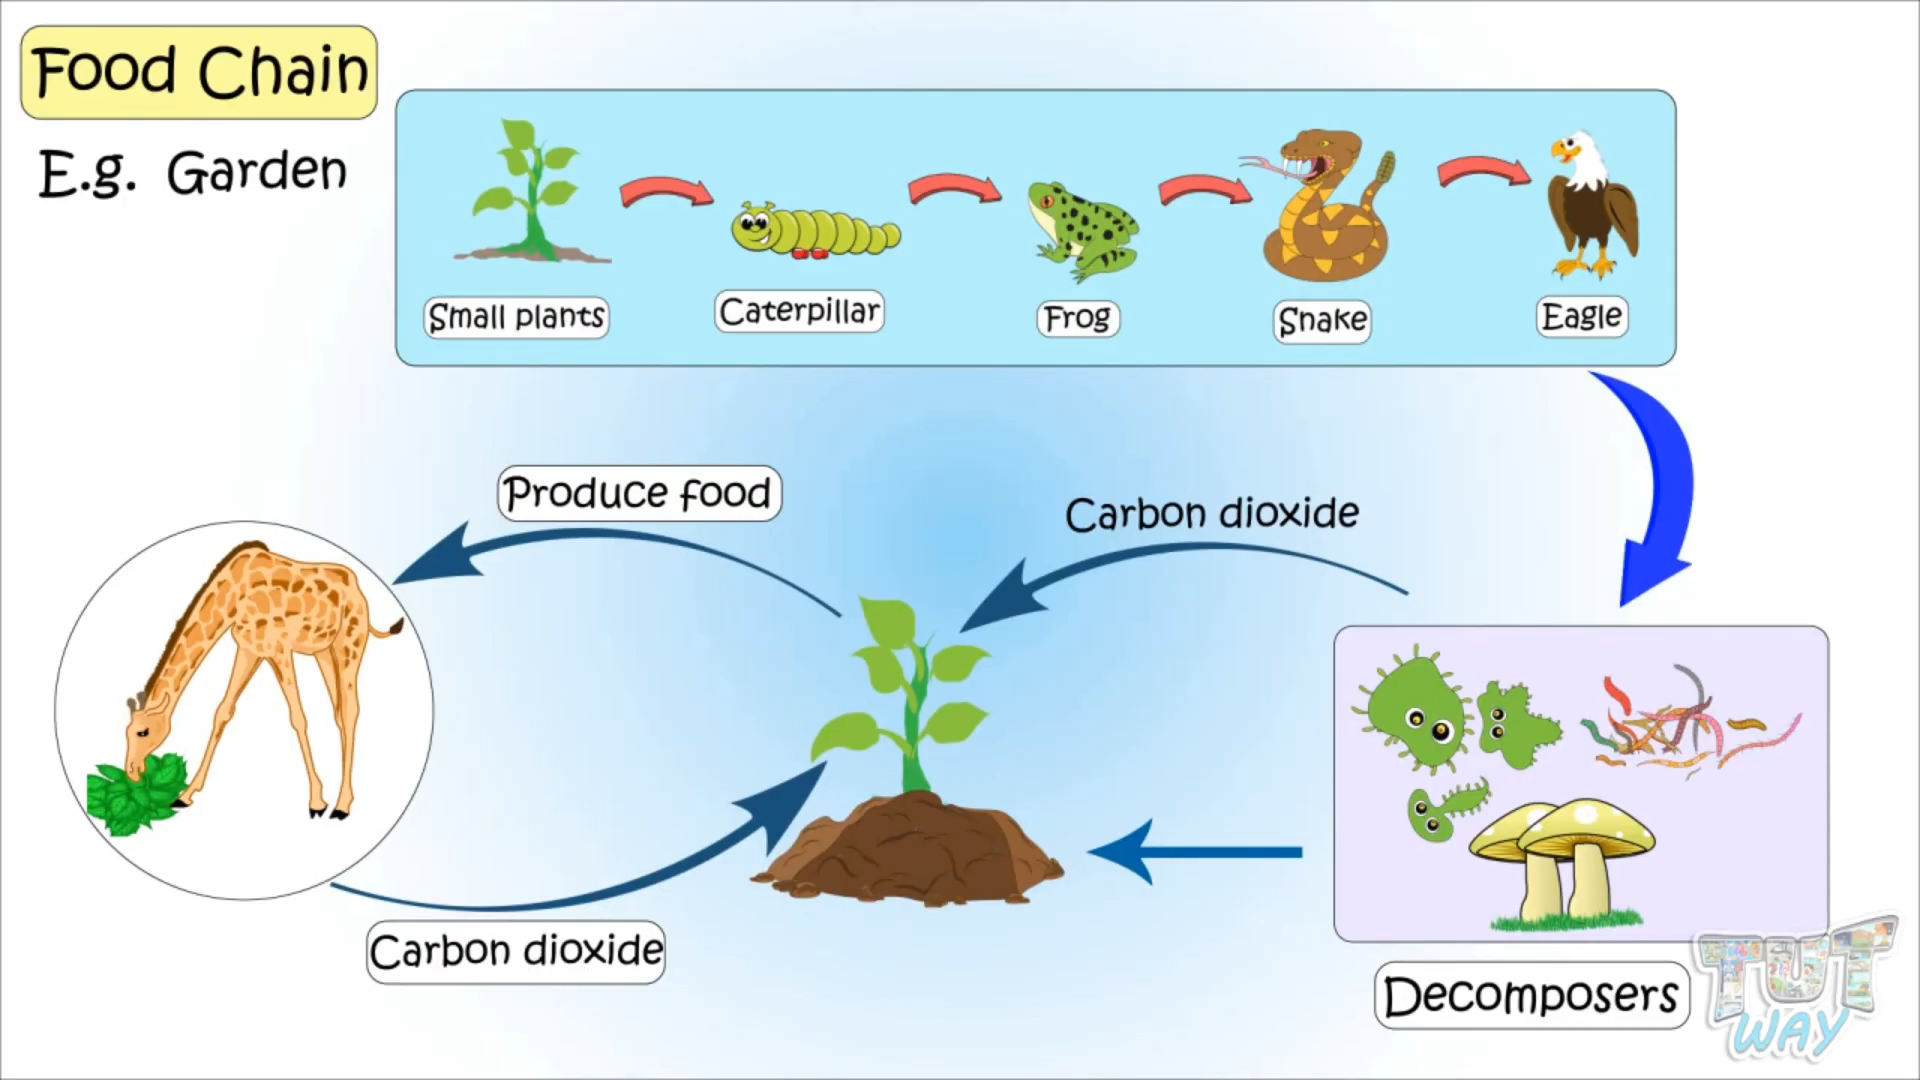 Food Chain
E.g. Garden
Small plants
Caterpillar
Frog
Snake
Eagle
Produce food
Carbon dioxide
Carbon dioxide
Decomposers
TUT
WAY